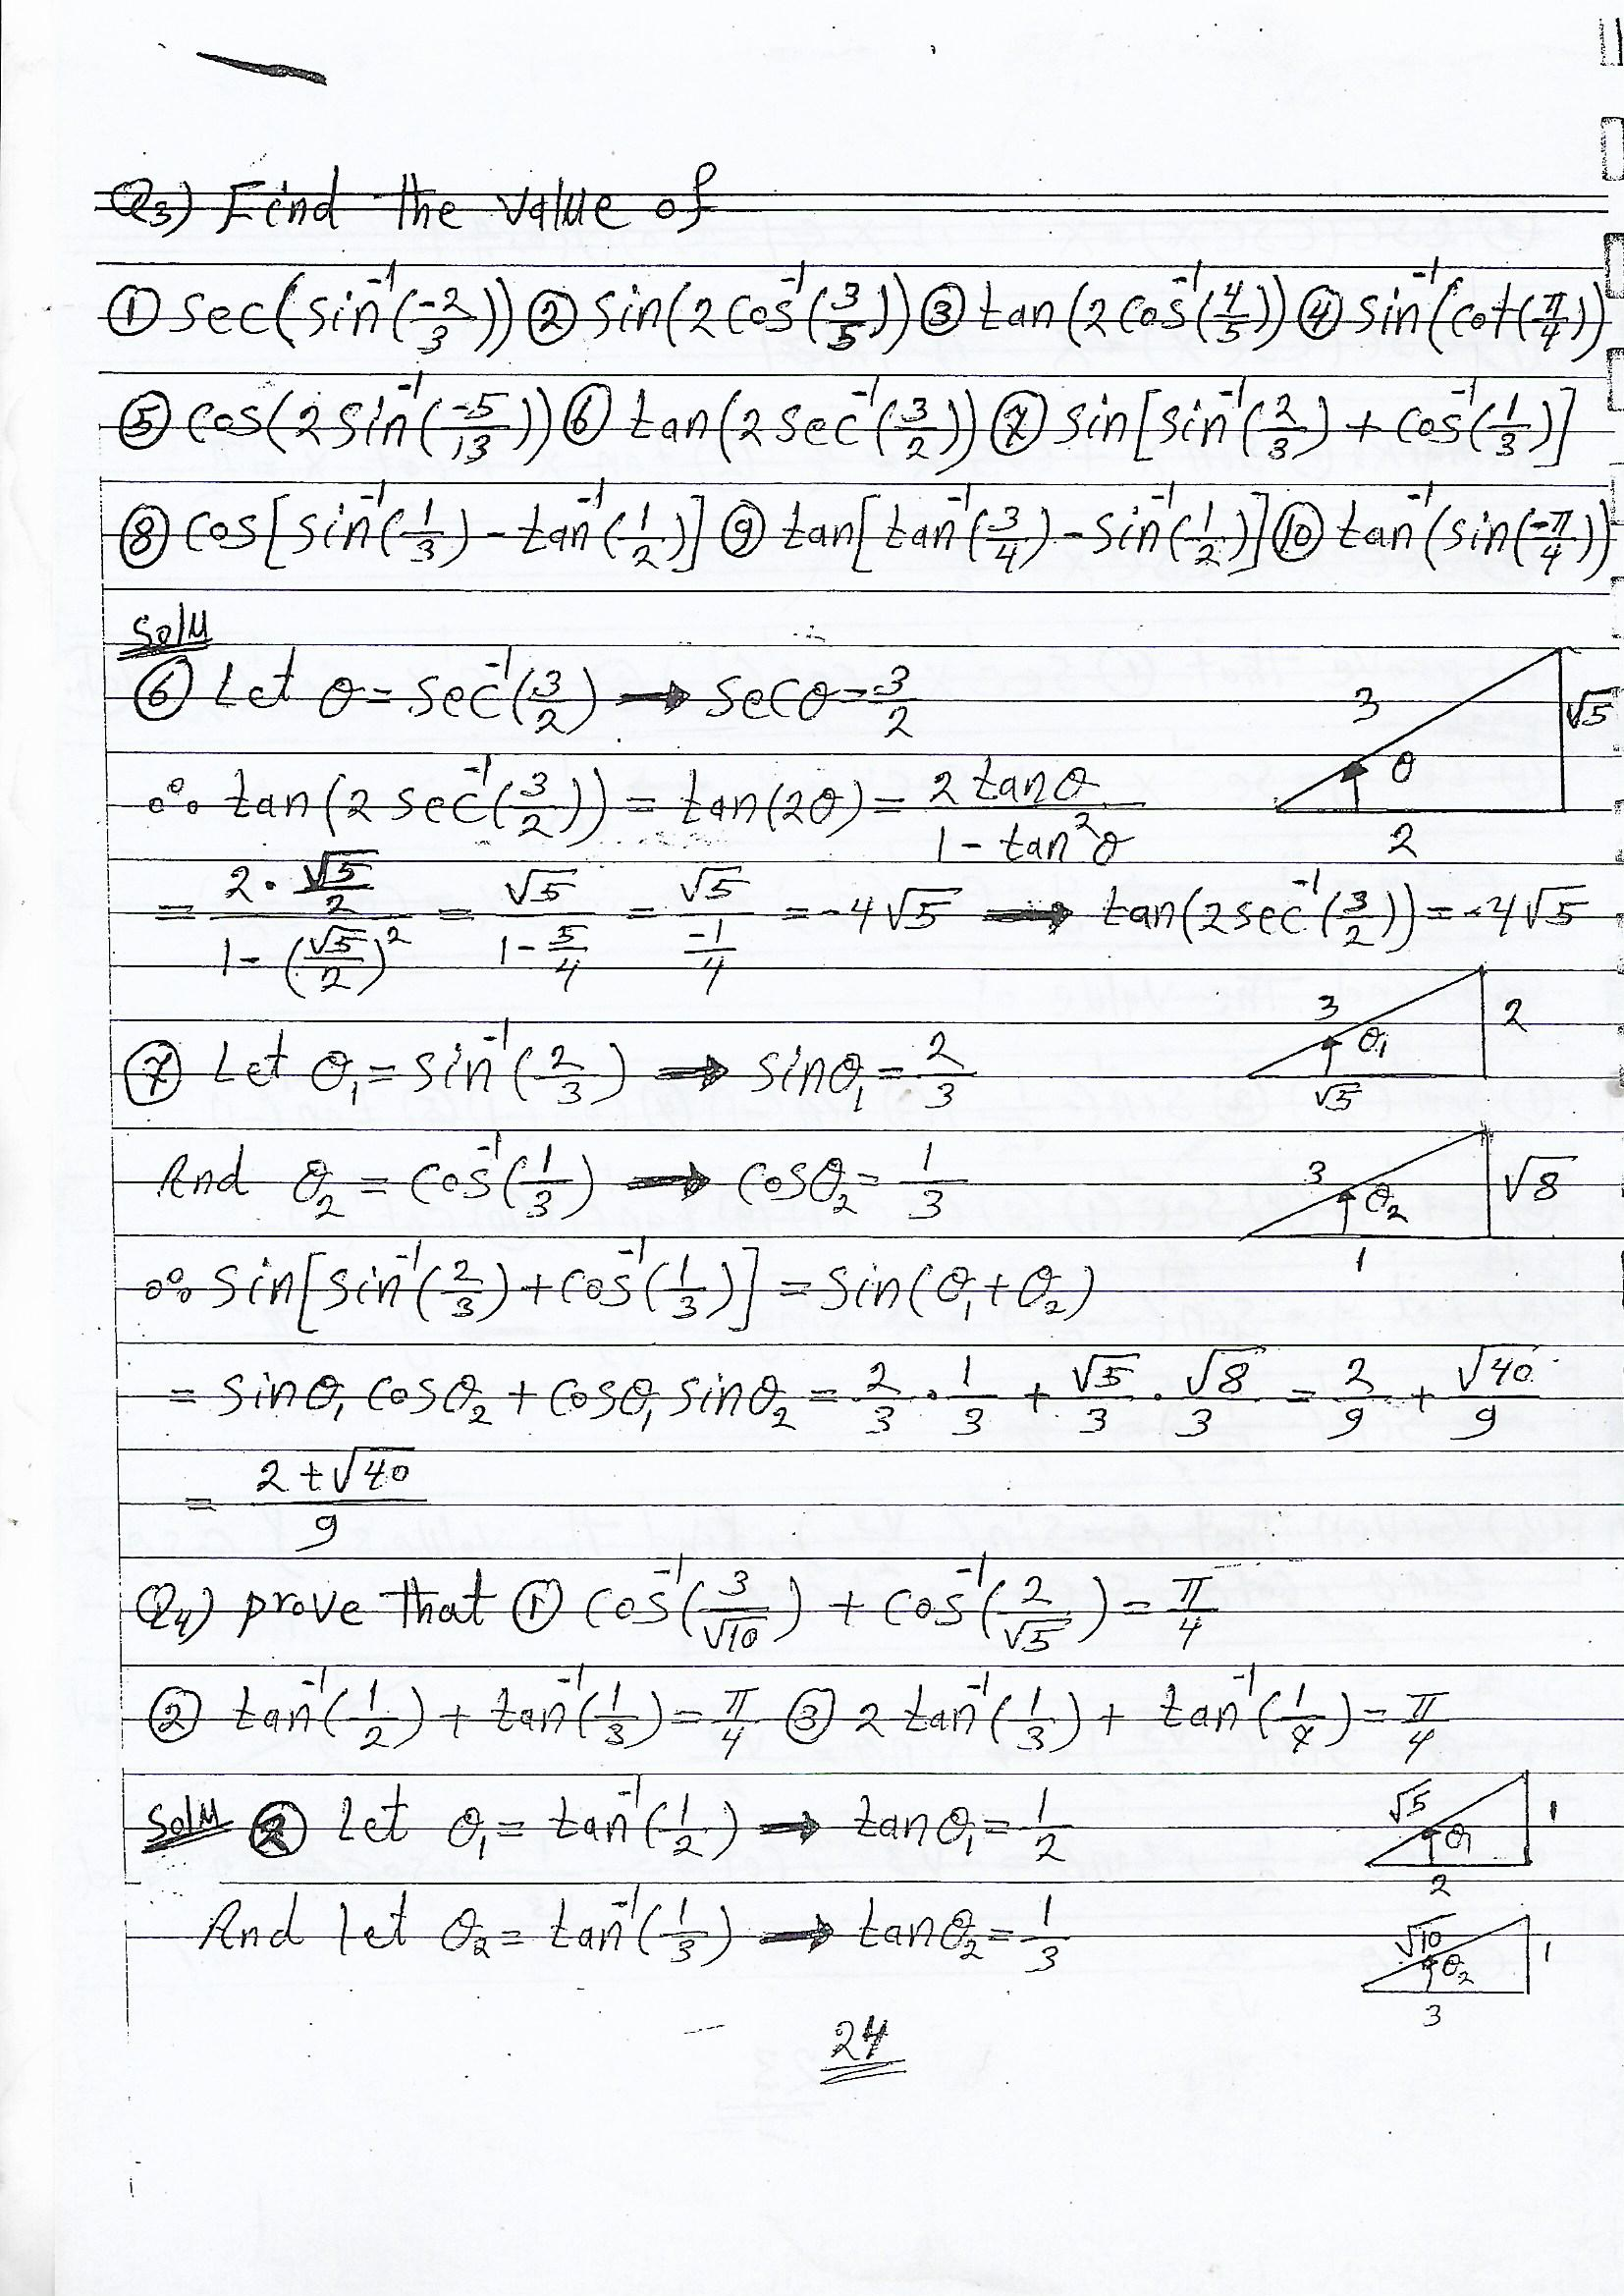 Q3) Find the value of
① sec(sin⁻¹(-2/3)) ② sin(2cos⁻¹(3/5)) ③ tan(2cos⁻¹(4/5)) ④ sin⁻¹(cot(π/4))
⑤ cos(2sin⁻¹(-5/13)) ⑥ tan(2sec⁻¹(3/2)) ⑦ sin[sin⁻¹(2/3) + cos⁻¹(1/3)]
⑧ cos[sin⁻¹(1/3) - tan⁻¹(1/2)] ⑨ tan[tan⁻¹(3/4) - sin⁻¹(1/2)] ⑩ tan⁻¹(sin(-π/4))
Solu
⑥ Let θ = sec⁻¹(3/2) → secθ = 3/2
3 √5 θ 2
∴ tan(2sec⁻¹(3/2)) = tan(2θ) = 2tanθ / (1 - tan²θ)
= (2·√5/2) / (1 - (√5/2)²) = √5 / (1 - 5/4) = √5 / (-1/4) = -4√5 → tan(2sec⁻¹(3/2)) = -4√5
⑦ Let θ₁ = sin⁻¹(2/3) → sinθ₁ = 2/3
3 2 θ₁ √5
And θ₂ = cos⁻¹(1/3) → cosθ₂ = 1/3
3 √8 θ₂ 1
∴ sin[sin⁻¹(2/3) + cos⁻¹(1/3)] = sin(θ₁ + θ₂)
= sinθ₁ cosθ₂ + cosθ₁ sinθ₂ = 2/3 · 1/3 + √5/3 · √8/3 = 2/9 + √40/9
= (2 + √40)/9
Q4) prove that ① cos⁻¹(3/√10) + cos⁻¹(2/√5) = π/4
② tan⁻¹(1/2) + tan⁻¹(1/3) = π/4 ③ 2tan⁻¹(1/3) + tan⁻¹(1/7) = π/4
Solu ② Let θ₁ = tan⁻¹(1/2) → tanθ₁ = 1/2
√5 1 θ₁ 2
And let θ₂ = tan⁻¹(1/3) → tanθ₂ = 1/3
√10 1 θ₂ 3
24